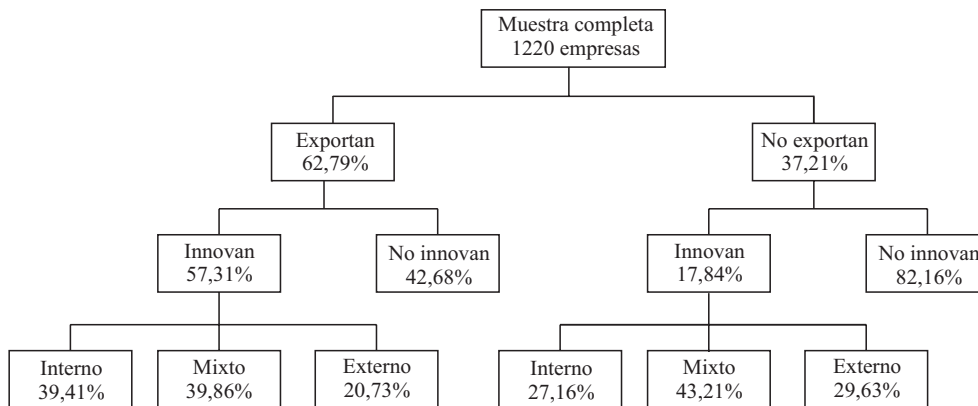 Muestra completa
1220 empresas
Exportan
62,79%
No exportan
37,21%
Innovan
57,31%
No innovan
42,68%
Innovan
17,84%
No innovan
82,16%
Interno
39,41%
Mixto
39,86%
Externo
20,73%
Interno
27,16%
Mixto
43,21%
Externo
29,63%